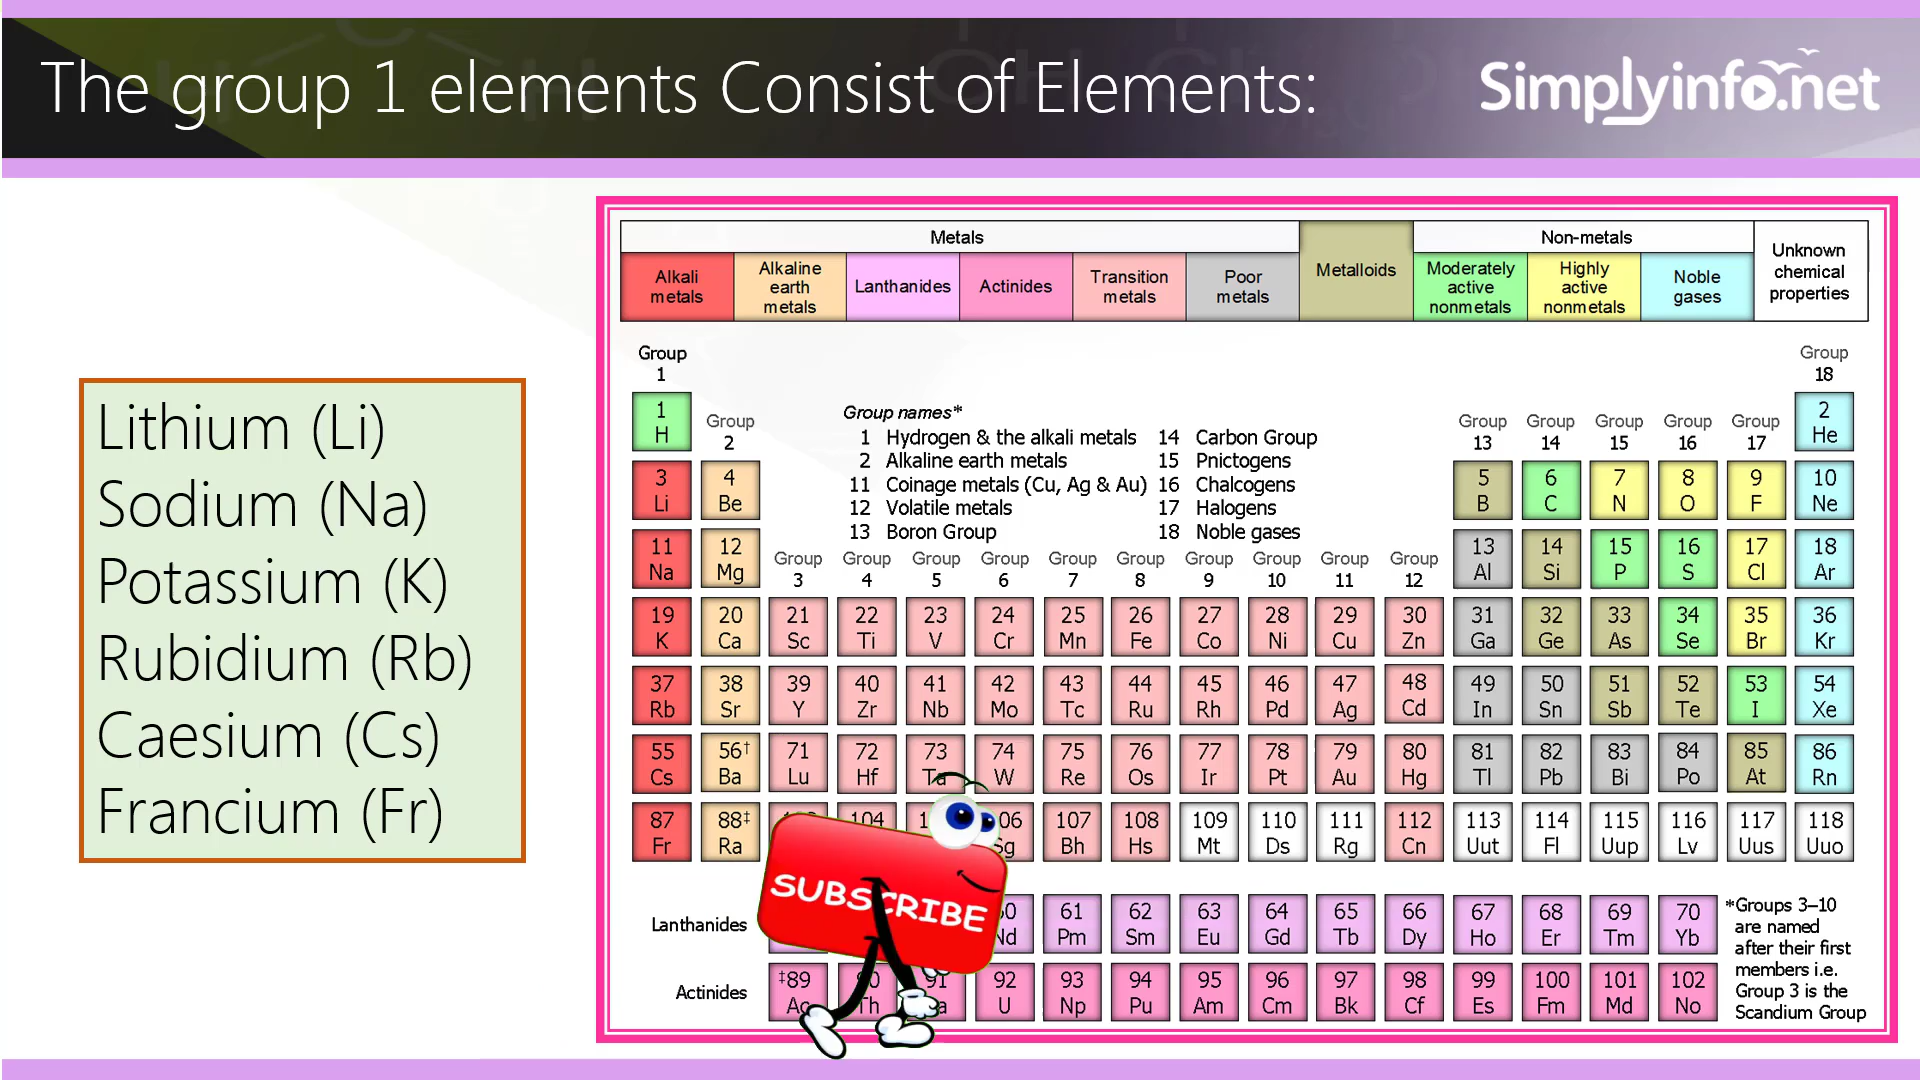 The group 1 elements Consist of Elements:
Simplyinfo.net
Lithium (Li)
Sodium (Na)
Potassium (K)
Rubidium (Rb)
Caesium (Cs)
Francium (Fr)
Metals
Metalloids
Non-metals
Unknown
chemical
properties
Alkali
metals
Alkaline
earth
metals
Lanthanides
Actinides
Transition
metals
Poor
metals
Moderately
active
nonmetals
Highly
active
nonmetals
Noble
gases
Group
1
Group
18
Group
2
Group names*
1 Hydrogen & the alkali metals
2 Alkaline earth metals
11 Coinage metals (Cu, Ag & Au)
12 Volatile metals
13 Boron Group
14 Carbon Group
15 Pnictogens
16 Chalcogens
17 Halogens
18 Noble gases
Group Group Group Group Group
13 14 15 16 17
1 2
H He
3 4 5 6 7 8 9 10
Li Be B C N O F Ne
11 12 13 14 15 16 17 18
Na Mg Al Si P S Cl Ar
Group Group Group Group Group Group Group Group Group Group
3 4 5 6 7 8 9 10 11 12
19 20 21 22 23 24 25 26 27 28 29 30 31 32 33 34 35 36
K Ca Sc Ti V Cr Mn Fe Co Ni Cu Zn Ga Ge As Se Br Kr
37 38 39 40 41 42 43 44 45 46 47 48 49 50 51 52 53 54
Rb Sr Y Zr Nb Mo Tc Ru Rh Pd Ag Cd In Sn Sb Te I Xe
55 56† 71 72 73 74 75 76 77 78 79 80 81 82 83 84 85 86
Cs Ba Lu Hf Ta W Re Os Ir Pt Au Hg Tl Pb Bi Po At Rn
87 88‡ 104 107 108 109 110 111 112 113 114 115 116 117 118
Fr Ra Sg Bh Hs Mt Ds Rg Cn Uut Fl Uup Lv Uus Uuo
SUBSCRIBE
Lanthanides
61 62 63 64 65 66 67 68 69 70
Nd Pm Sm Eu Gd Tb Dy Ho Er Tm Yb
Actinides
‡89 91 92 93 94 95 96 97 98 99 100 101 102
Ac Th U Np Pu Am Cm Bk Cf Es Fm Md No
*Groups 3–10
are named
after their first
members i.e.
Group 3 is the
Scandium Group